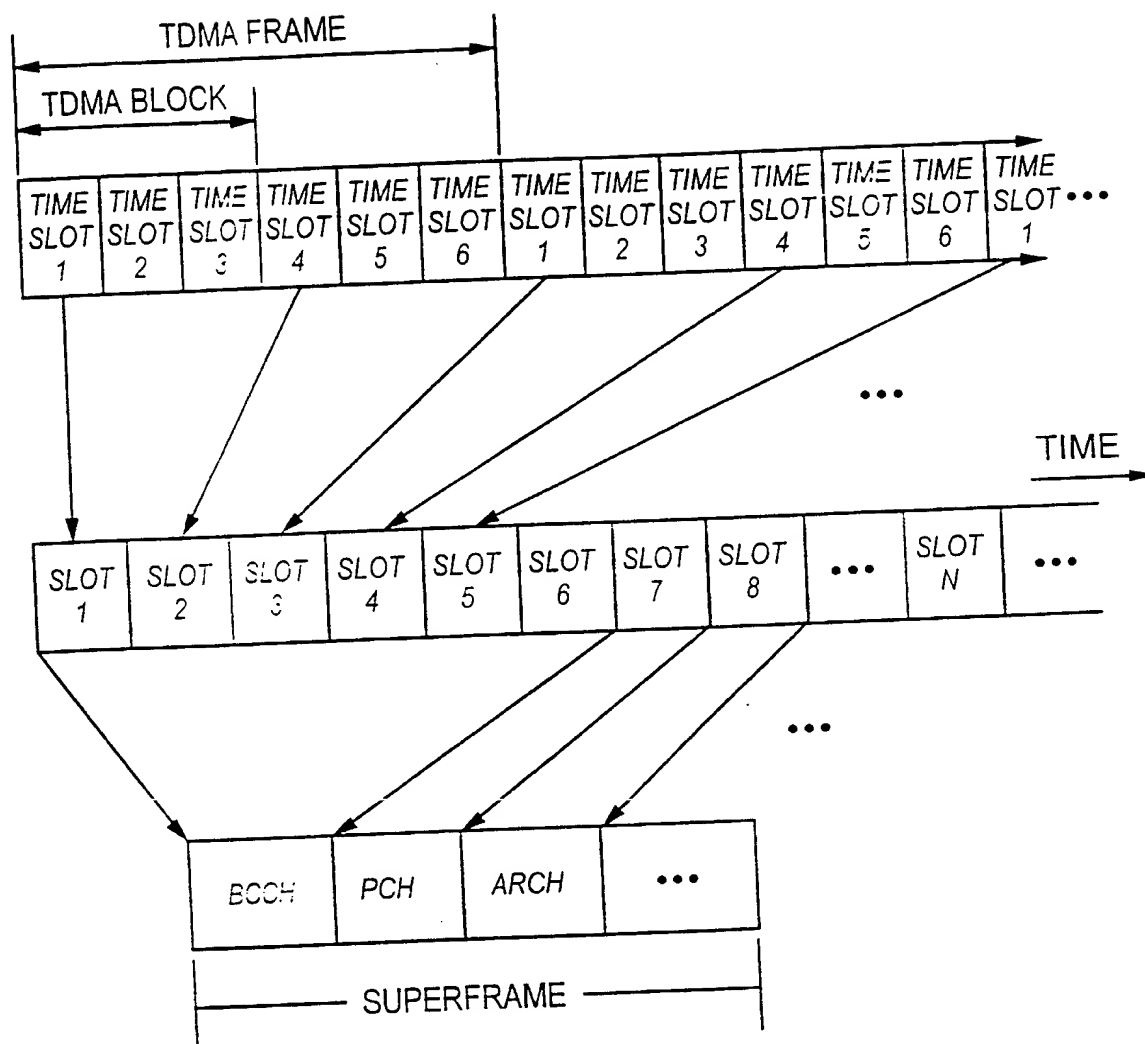 TDMA FRAME
TDMA BLOCK
TIME SLOT 1
TIME SLOT 2
TIME SLOT 3
TIME SLOT 4
TIME SLOT 5
TIME SLOT 6
TIME SLOT 1
TIME SLOT 2
TIME SLOT 3
TIME SLOT 4
TIME SLOT 5
TIME SLOT 6
TIME SLOT 1 •••
•••
TIME
SLOT 1
SLOT 2
SLOT 3
SLOT 4
SLOT 5
SLOT 6
SLOT 7
SLOT 8
•••
SLOT N
•••
•••
BCCH
PCH
ARCH
•••
SUPERFRAME